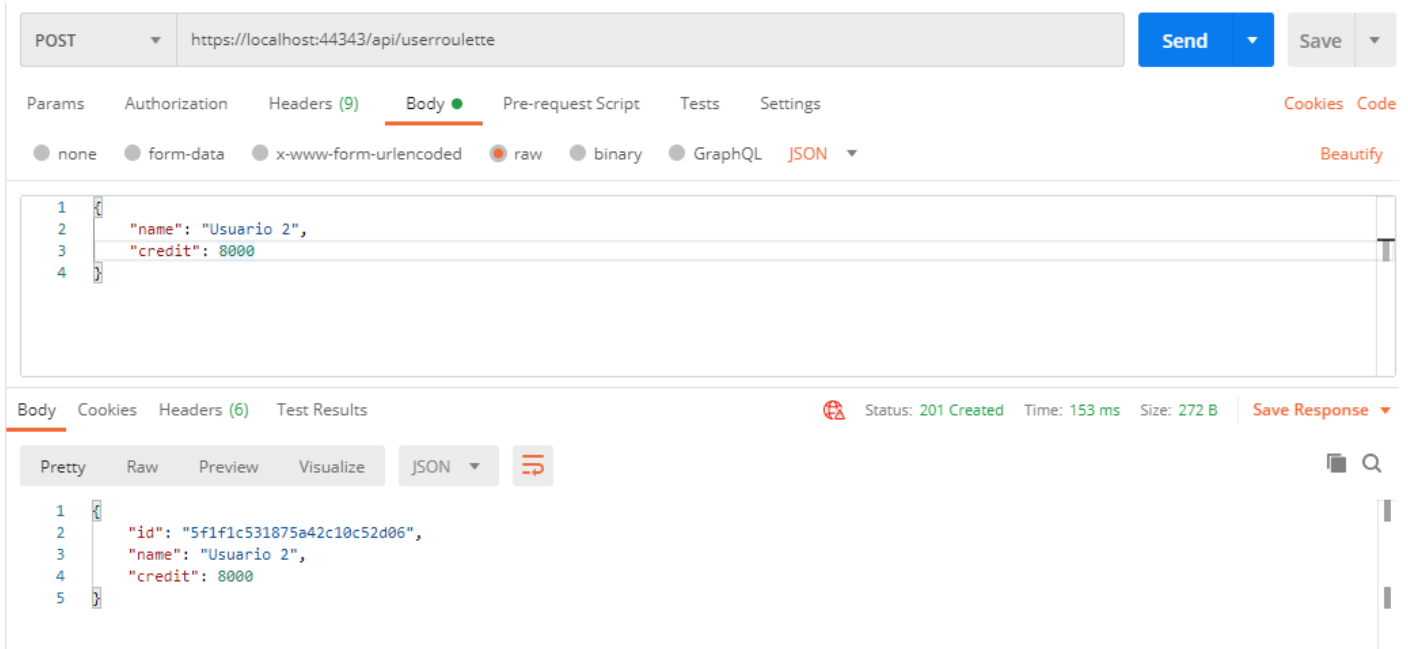 POST https://localhost:44343/api/userroulette Send Save
Params Authorization Headers (9) Body Pre-request Script Tests Settings Cookies Code
none form-data x-www-form-urlencoded raw binary GraphQL JSON Beautify
1 {
2 "name": "Usuario 2",
3 "credit": 8000
4 }
Body Cookies Headers (6) Test Results Status: 201 Created Time: 153 ms Size: 272 B Save Response
Pretty Raw Preview Visualize JSON
1 {
2 "id": "5f1f1c531875a42c10c52d06",
3 "name": "Usuario 2",
4 "credit": 8000
5 }